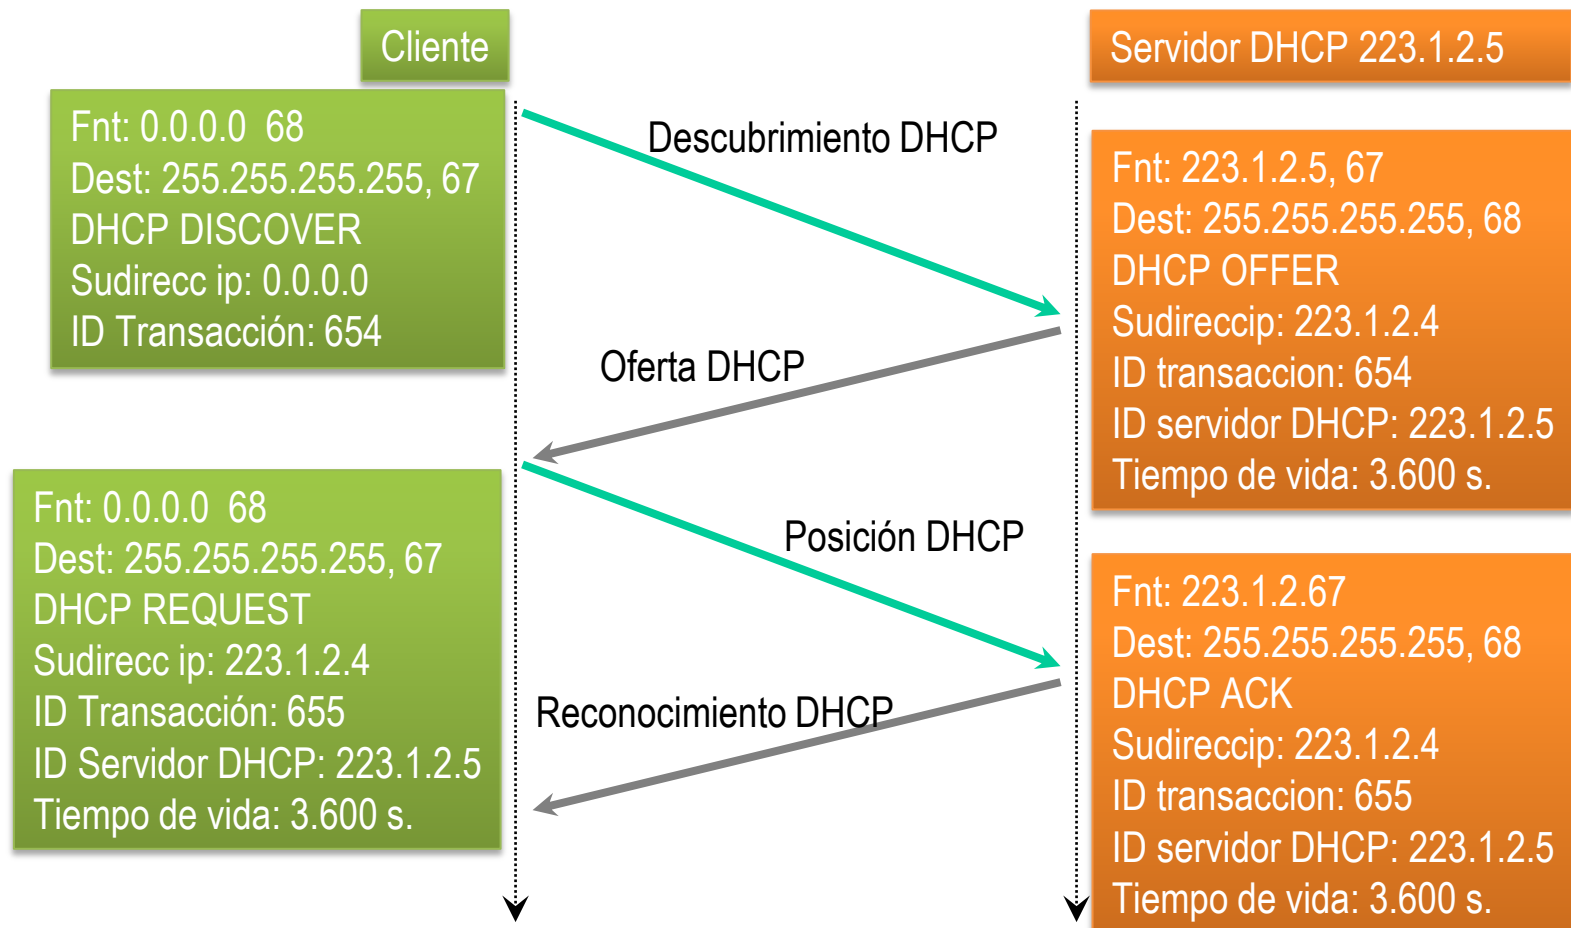 Cliente
Servidor DHCP 223.1.2.5
Fnt: 0.0.0.0  68
Dest: 255.255.255.255, 67
DHCP DISCOVER
Sudirecc ip: 0.0.0.0
ID Transacción: 654
Descubrimiento DHCP
Fnt: 223.1.2.5, 67
Dest: 255.255.255.255, 68
DHCP OFFER
Sudireccip: 223.1.2.4
ID transaccion: 654
ID servidor DHCP: 223.1.2.5
Tiempo de vida: 3.600 s.
Oferta DHCP
Fnt: 0.0.0.0  68
Dest: 255.255.255.255, 67
DHCP REQUEST
Sudirecc ip: 223.1.2.4
ID Transacción: 655
ID Servidor DHCP: 223.1.2.5
Tiempo de vida: 3.600 s.
Posición DHCP
Fnt: 223.1.2.67
Dest: 255.255.255.255, 68
DHCP ACK
Sudireccip: 223.1.2.4
ID transaccion: 655
ID servidor DHCP: 223.1.2.5
Tiempo de vida: 3.600 s.
Reconocimiento DHCP